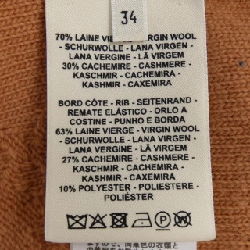 34
70% LAINE VIERGE - VIRGIN WOOL
- SCHURWOLLE - LANA VIRGEN -
LANA VERGINE - LÃ VIRGEM
30% CACHEMIRE - CASHMERE -
KASCHMIR - CACHEMIRA -
KASHMIR - CAXEMIRA
BORD CÔTE - RIB - SEITENRAND -
REMATE ELÁSTICO - ORLO A
COSTINE - PUNHO E BORDA
63% LAINE VIERGE - VIRGIN WOOL
- SCHURWOLLE - LANA VIRGEN -
LANA VERGINE - LÃ VIRGEM
27% CACHEMIRE - CASHMERE -
KASCHMIR - CACHEMIRA -
KASHMIR - CAXEMIRA
10% POLYESTER - POLIESTERE -
POLIÉSTER